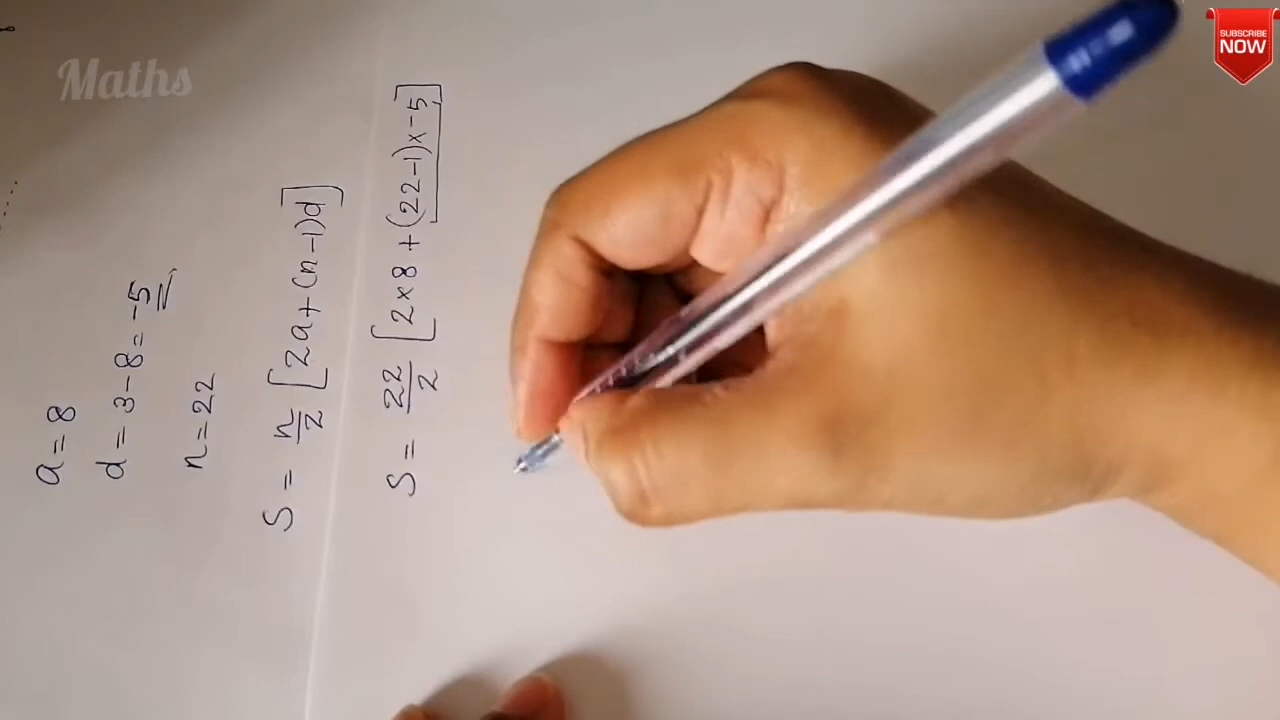 Maths
SUBSCRIBE
NOW
a = 8
d = 3 - 8 = -5
n = 22
S = n/2 [2a + (n - 1)d]
S = 22/2 [2 × 8 + (22 - 1) × -5]